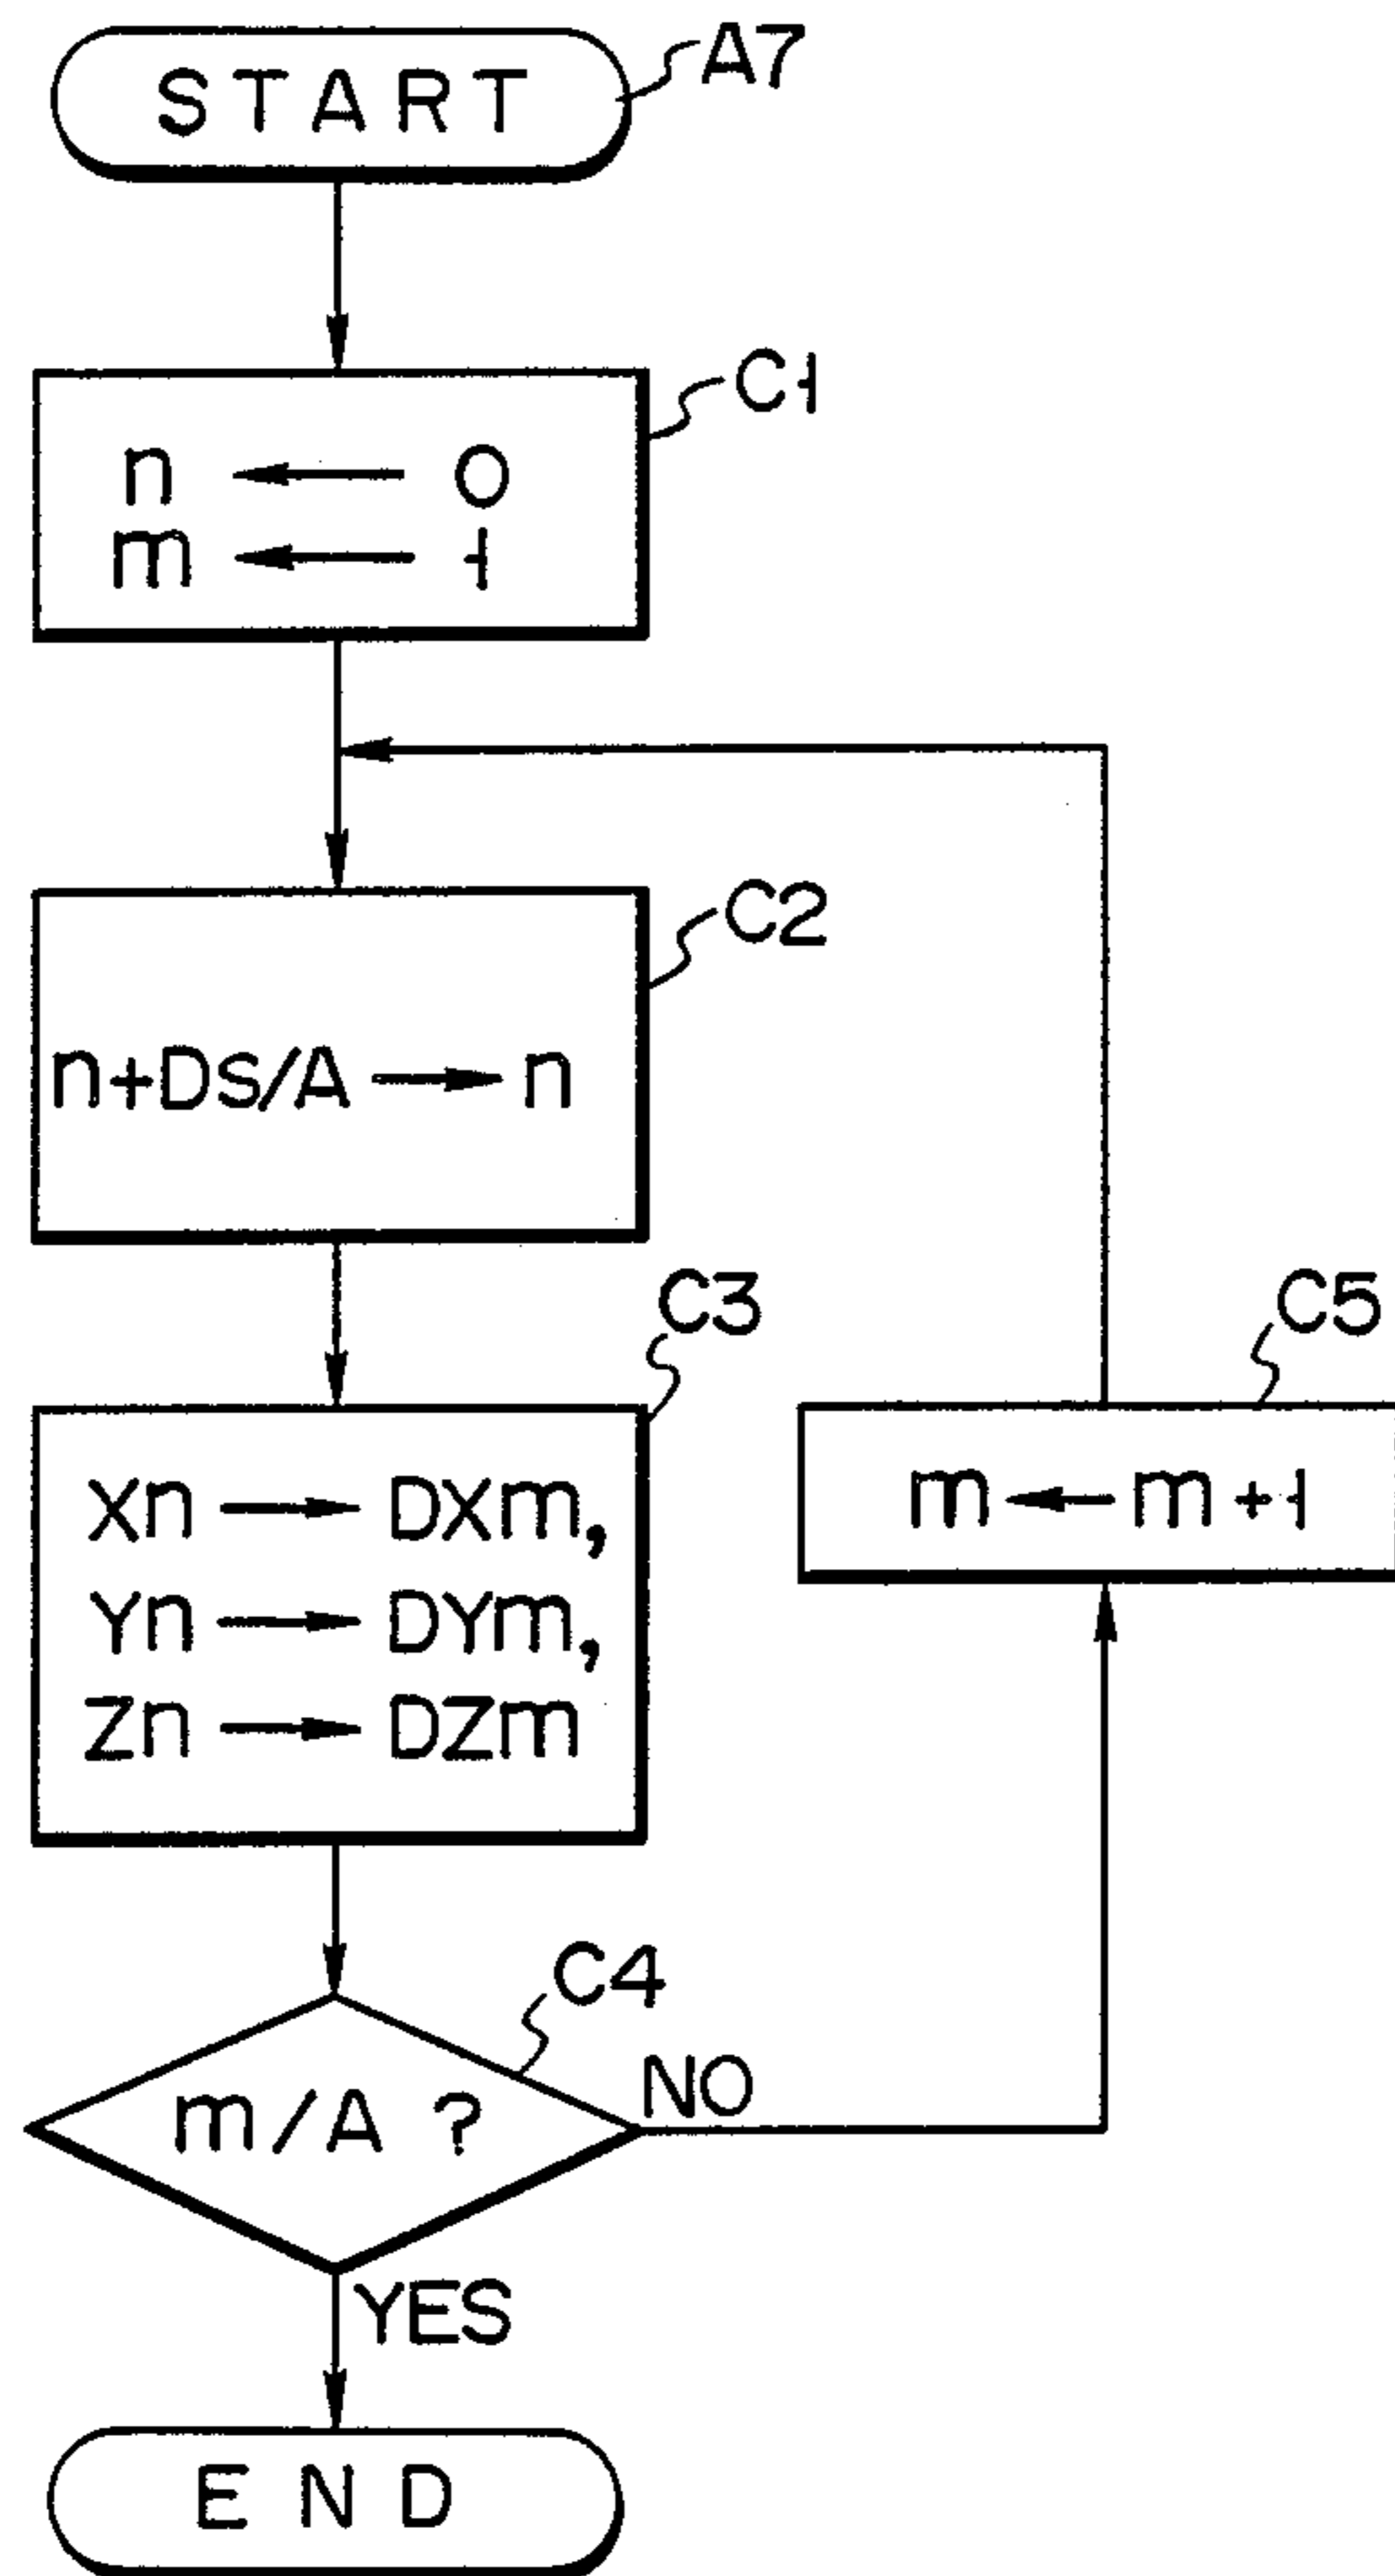 START
A7
C1
n ← 0
m ← 1
C2
n+Ds/A → n
C3
Xn → DXm,
Yn → DYm,
Zn → DZm
C5
m ← m+1
C4
m/A ?
NO
YES
END